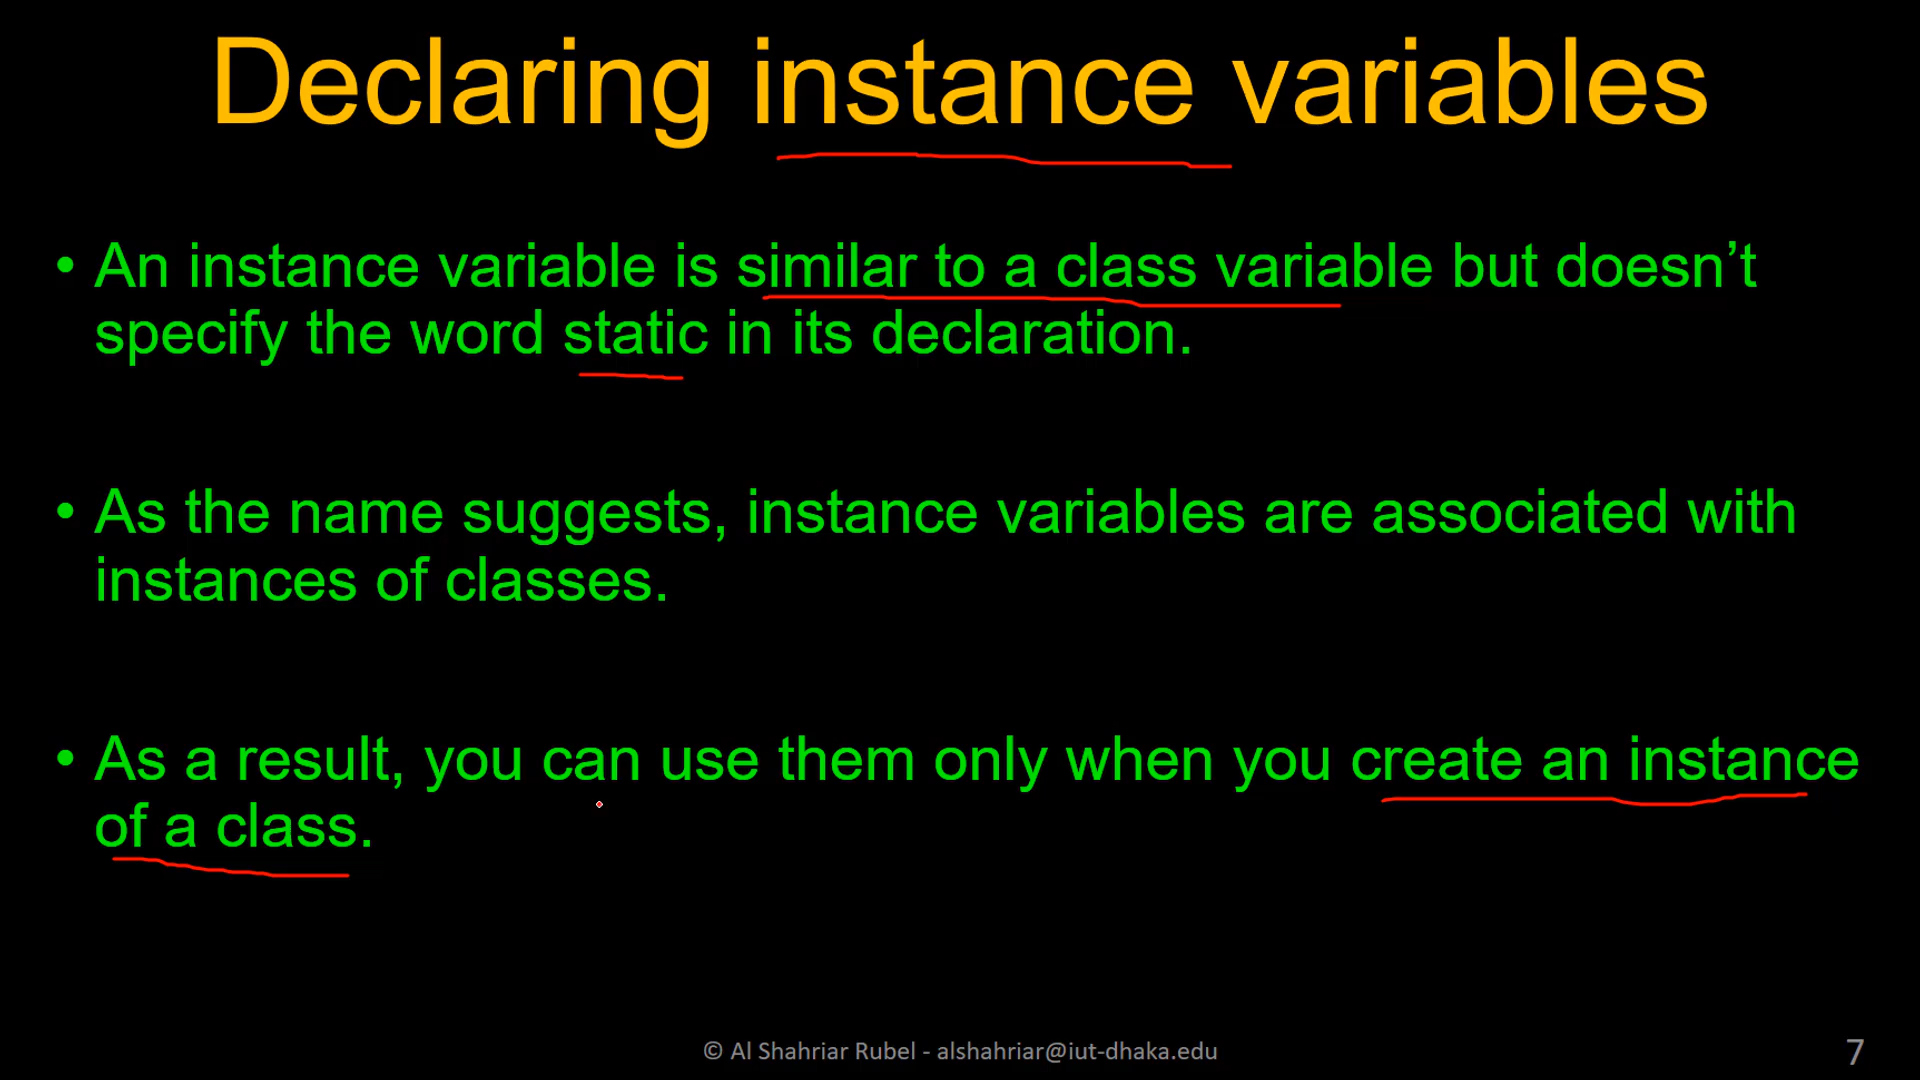 Declaring instance variables
• An instance variable is similar to a class variable but doesn’t
specify the word static in its declaration.
• As the name suggests, instance variables are associated with
instances of classes.
• As a result, you can use them only when you create an instance
of a class.
© Al Shahriar Rubel - alshahriar@iut-dhaka.edu
7